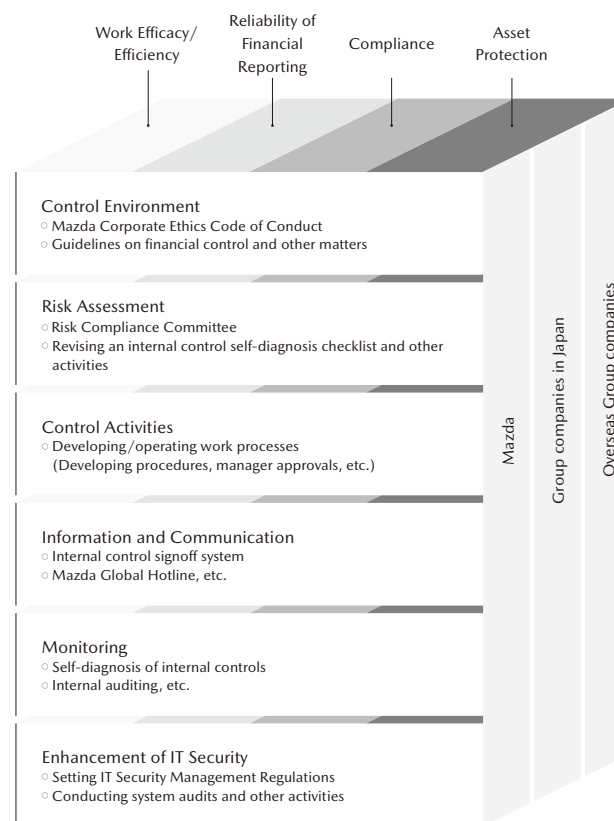 Work Efficacy/
Efficiency
Reliability of
Financial
Reporting
Compliance
Asset
Protection
Control Environment
○ Mazda Corporate Ethics Code of Conduct
○ Guidelines on financial control and other matters
Risk Assessment
○ Risk Compliance Committee
○ Revising an internal control self-diagnosis checklist and other
activities
Control Activities
○ Developing/operating work processes
(Developing procedures, manager approvals, etc.)
Information and Communication
○ Internal control signoff system
○ Mazda Global Hotline, etc.
Monitoring
○ Self-diagnosis of internal controls
○ Internal auditing, etc.
Enhancement of IT Security
○ Setting IT Security Management Regulations
○ Conducting system audits and other activities
Mazda
Group companies in Japan
Overseas Group companies